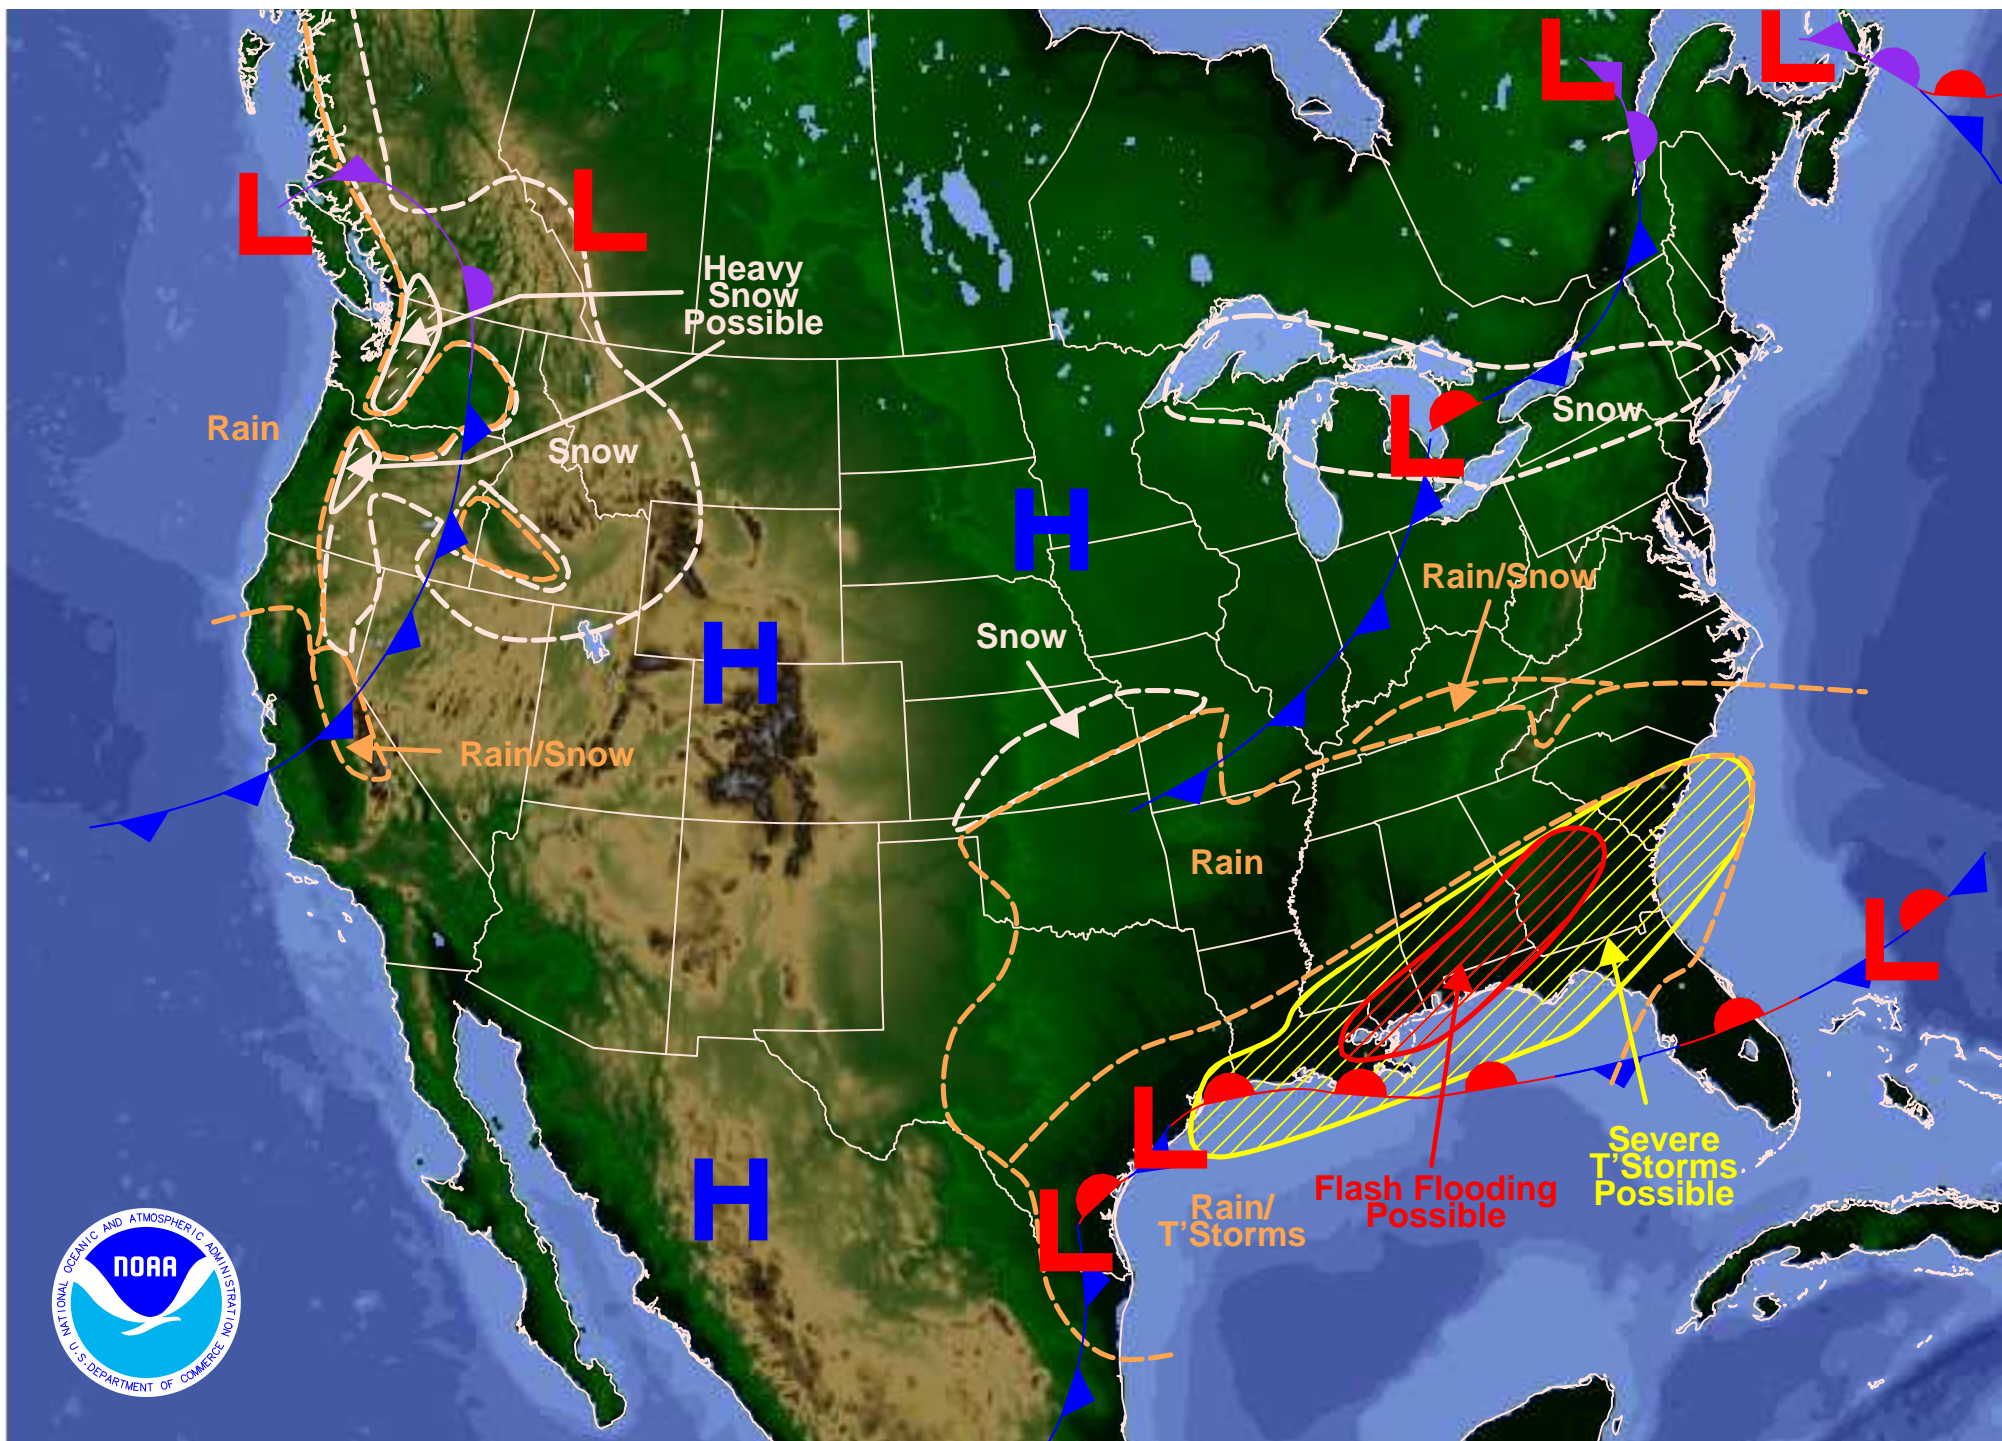 L
L
L
L
Heavy
Snow
Possible
Rain
Snow
L
Snow
H
Rain/Snow
H
Snow
Rain/Snow
Rain
L
L
Severe
T'Storms
Possible
Flash Flooding
Possible
Rain/
T'Storms
H
L
NATIONAL OCEANIC AND ATMOSPHERIC ADMINISTRATION
NOAA
U.S. DEPARTMENT OF COMMERCE